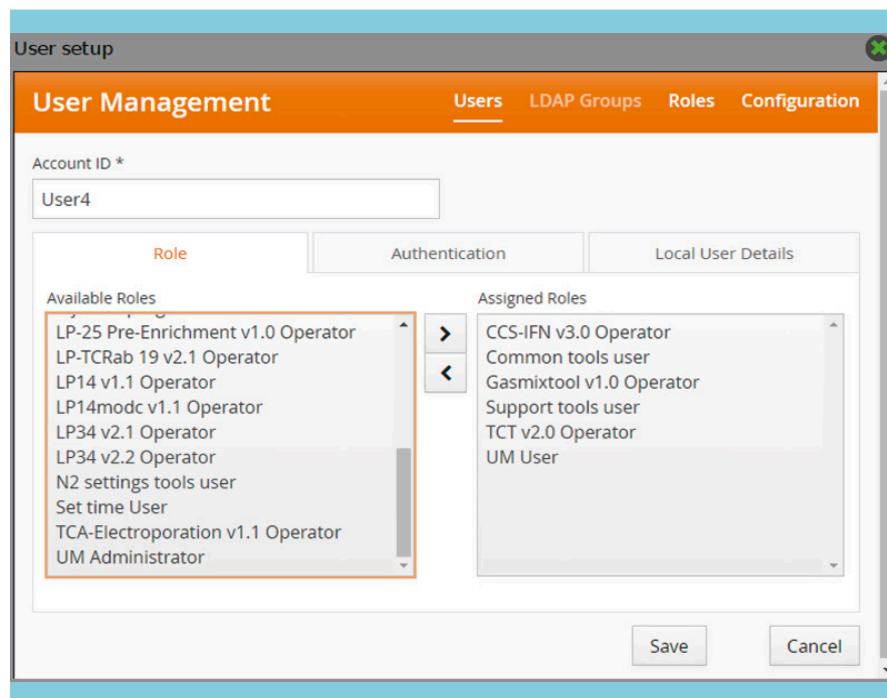 User setup
User Management
Users LDAP Groups Roles Configuration
Account ID *
User4
Role Authentication Local User Details
Available Roles
LP-25 Pre-Enrichment v1.0 Operator
LP-TCRab 19 v2.1 Operator
LP14 v1.1 Operator
LP14modc v1.1 Operator
LP34 v2.1 Operator
LP34 v2.2 Operator
N2 settings tools user
Set time User
TCA-Electroporation v1.1 Operator
UM Administrator
Assigned Roles
CCS-IFN v3.0 Operator
Common tools user
Gasmixtool v1.0 Operator
Support tools user
TCT v2.0 Operator
UM User
Save Cancel